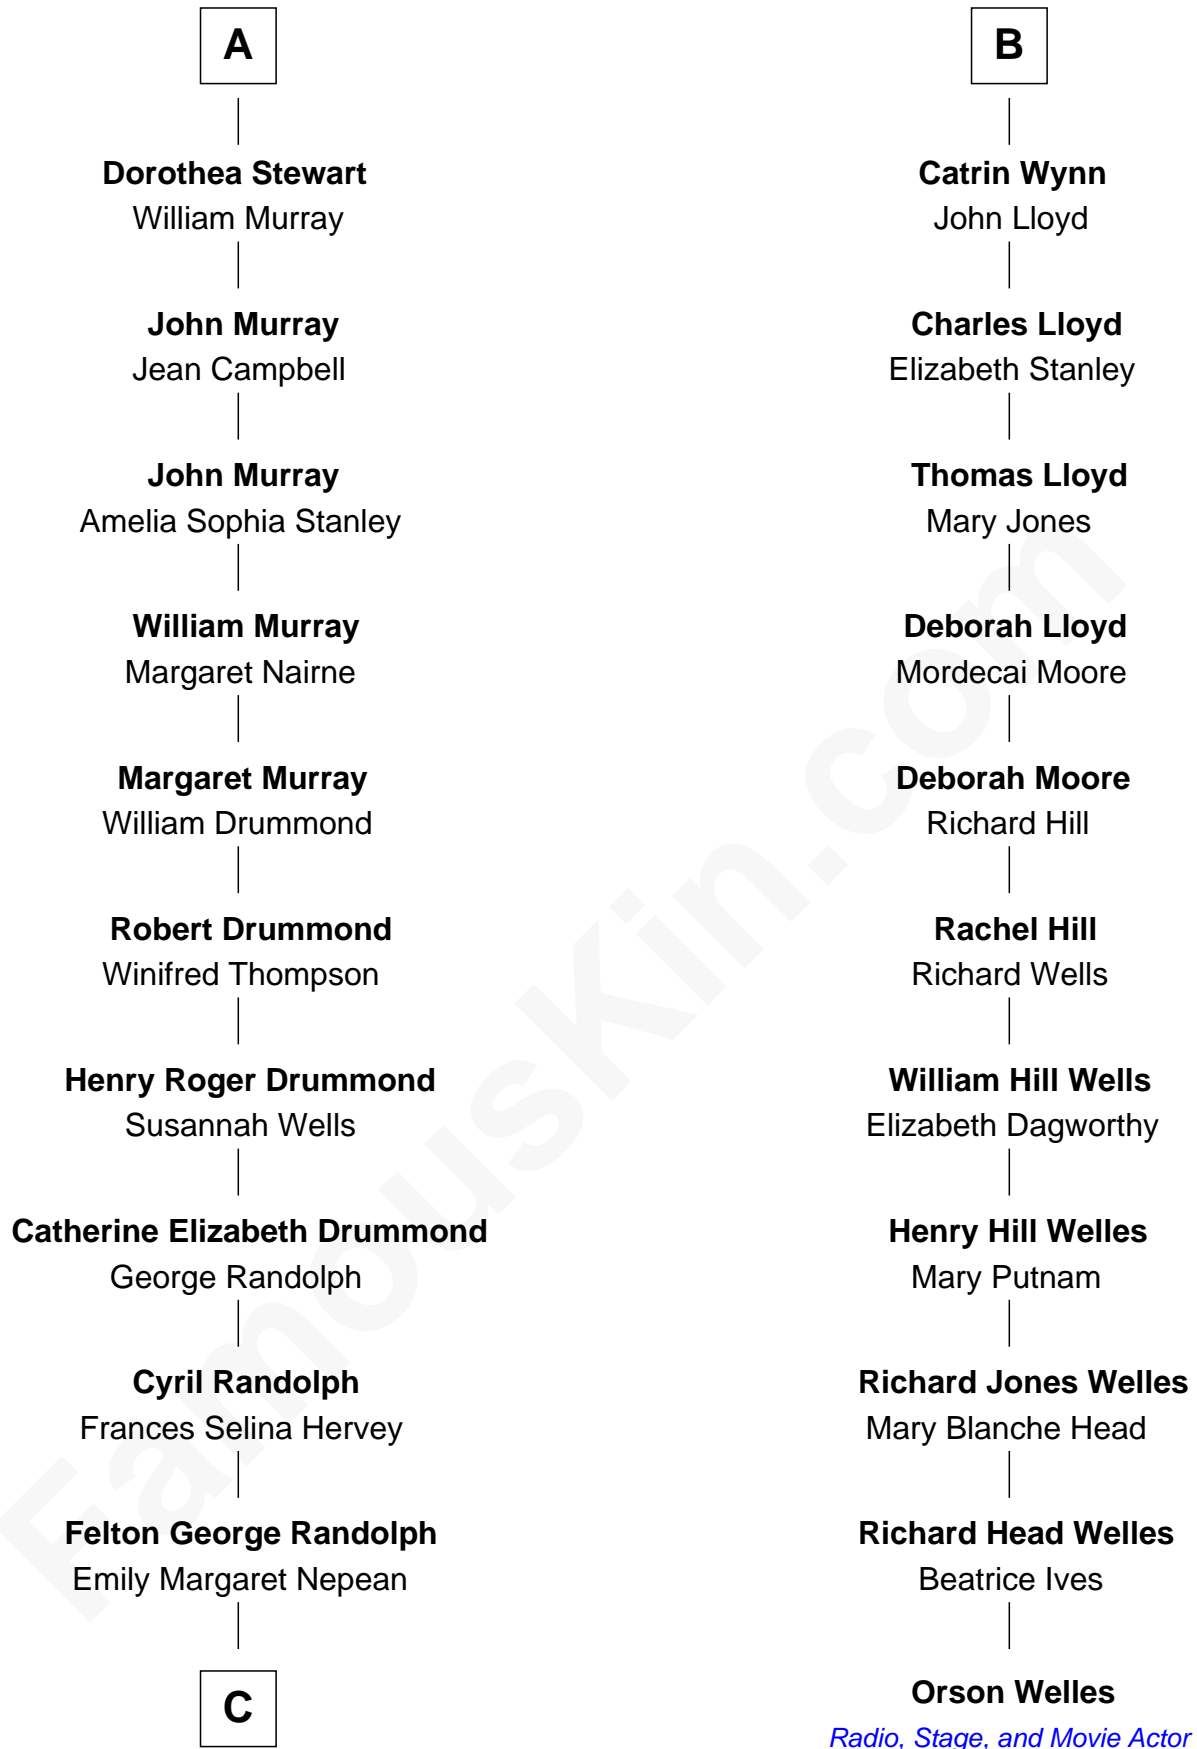 A
Dorothea Stewart
William Murray
John Murray
Jean Campbell
John Murray
Amelia Sophia Stanley
William Murray
Margaret Nairne
Margaret Murray
William Drummond
Robert Drummond
Winifred Thompson
Henry Roger Drummond
Susannah Wells
Catherine Elizabeth Drummond
George Randolph
Cyril Randolph
Frances Selina Hervey
Felton George Randolph
Emily Margaret Nepean
C
B
Catrin Wynn
John Lloyd
Charles Lloyd
Elizabeth Stanley
Thomas Lloyd
Mary Jones
Deborah Lloyd
Mordecai Moore
Deborah Moore
Richard Hill
Rachel Hill
Richard Wells
William Hill Wells
Elizabeth Dagworthy
Henry Hill Welles
Mary Putnam
Richard Jones Welles
Mary Blanche Head
Richard Head Welles
Beatrice Ives
Orson Welles
Radio, Stage, and Movie Actor
FamousKin.com